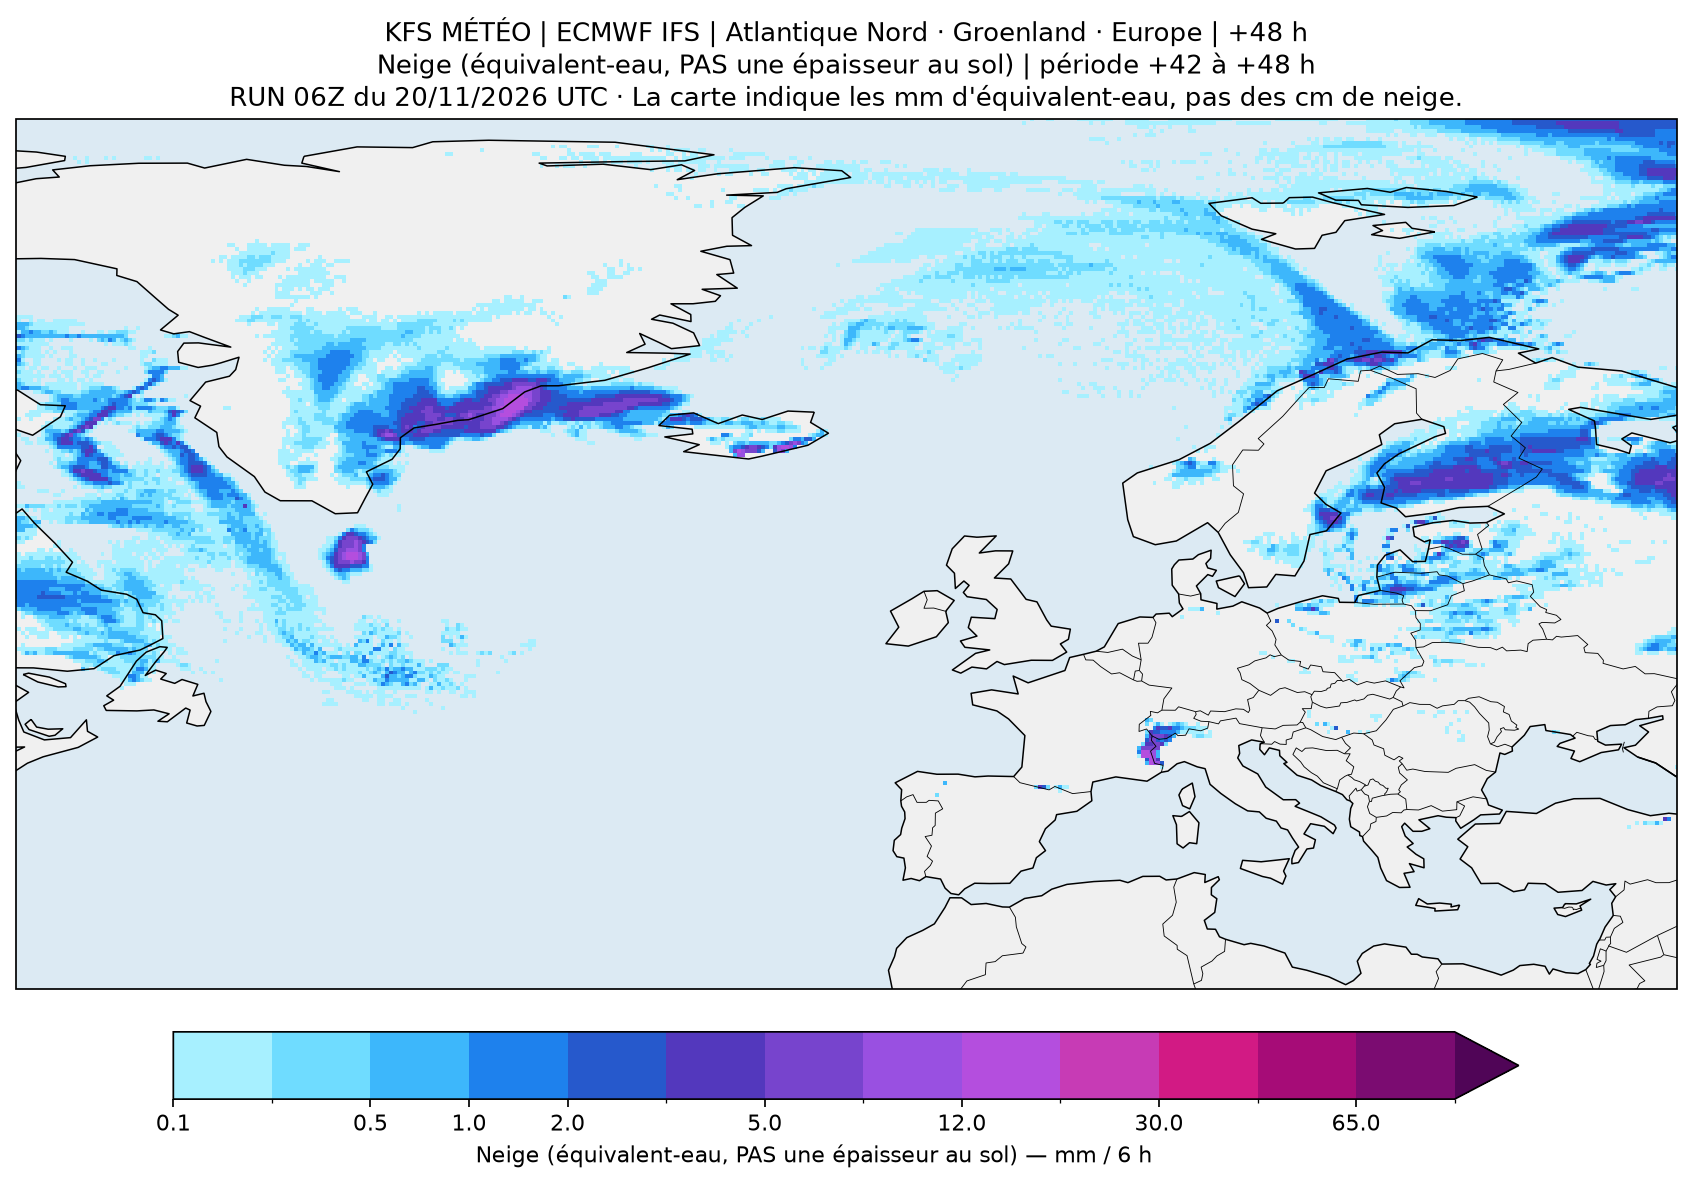 KFS MÉTÉO | ECMWF IFS | Atlantique Nord · Groenland · Europe | +48 h
Neige (équivalent-eau, PAS une épaisseur au sol) | période +42 à +48 h
RUN 06Z du 20/11/2026 UTC · La carte indique les mm d'équivalent-eau, pas des cm de neige.
0.1 0.5 1.0 2.0 5.0 12.0 30.0 65.0
Neige (équivalent-eau, PAS une épaisseur au sol) — mm / 6 h